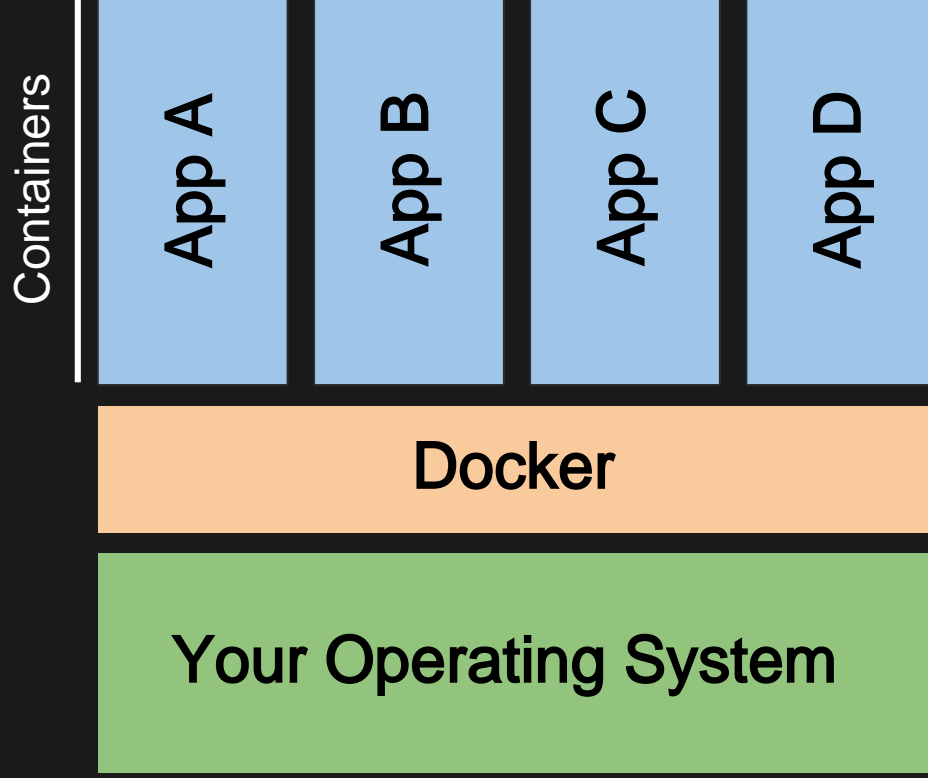 Containers
App A
App B
App C
App D
Docker
Your Operating System